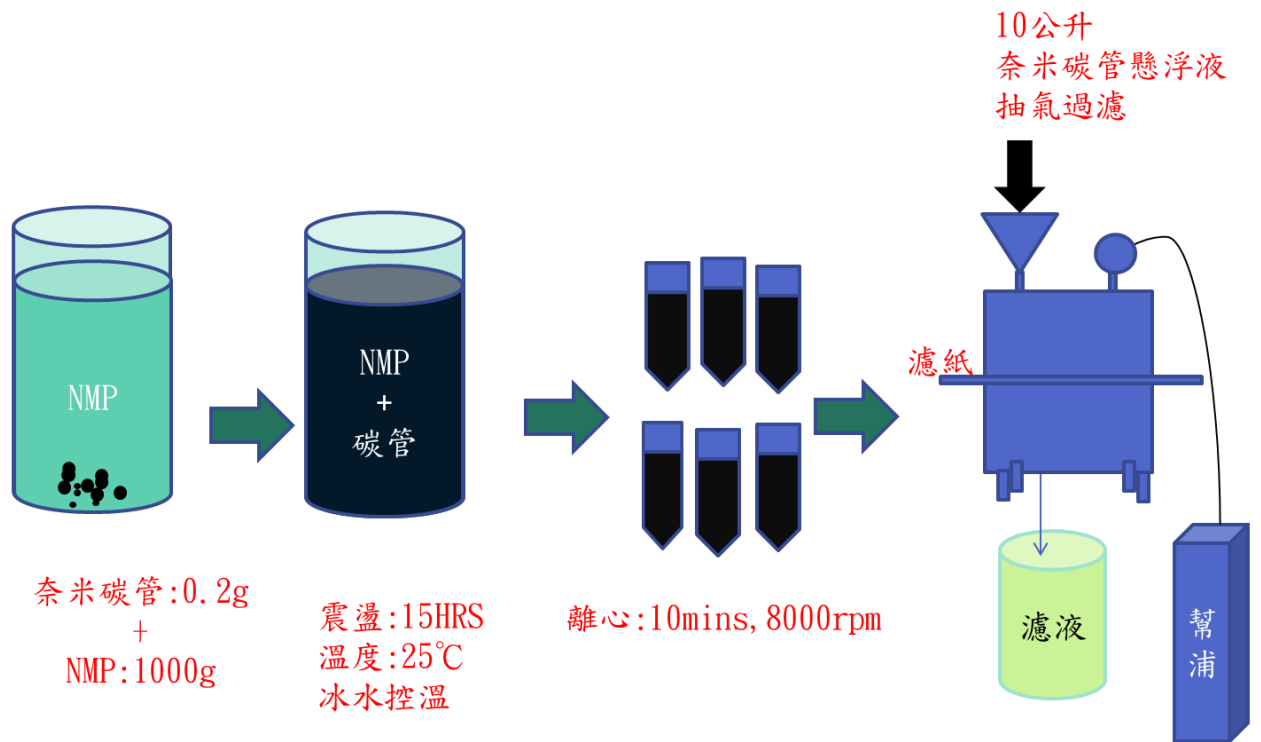 10公升
奈米碳管懸浮液
抽氣過濾
NMP
NMP
+
碳管
濾紙
奈米碳管:0.2g
+
NMP:1000g
震盪:15HRS
溫度:25℃
冰水控溫
離心:10mins,8000rpm
濾液
幫
浦